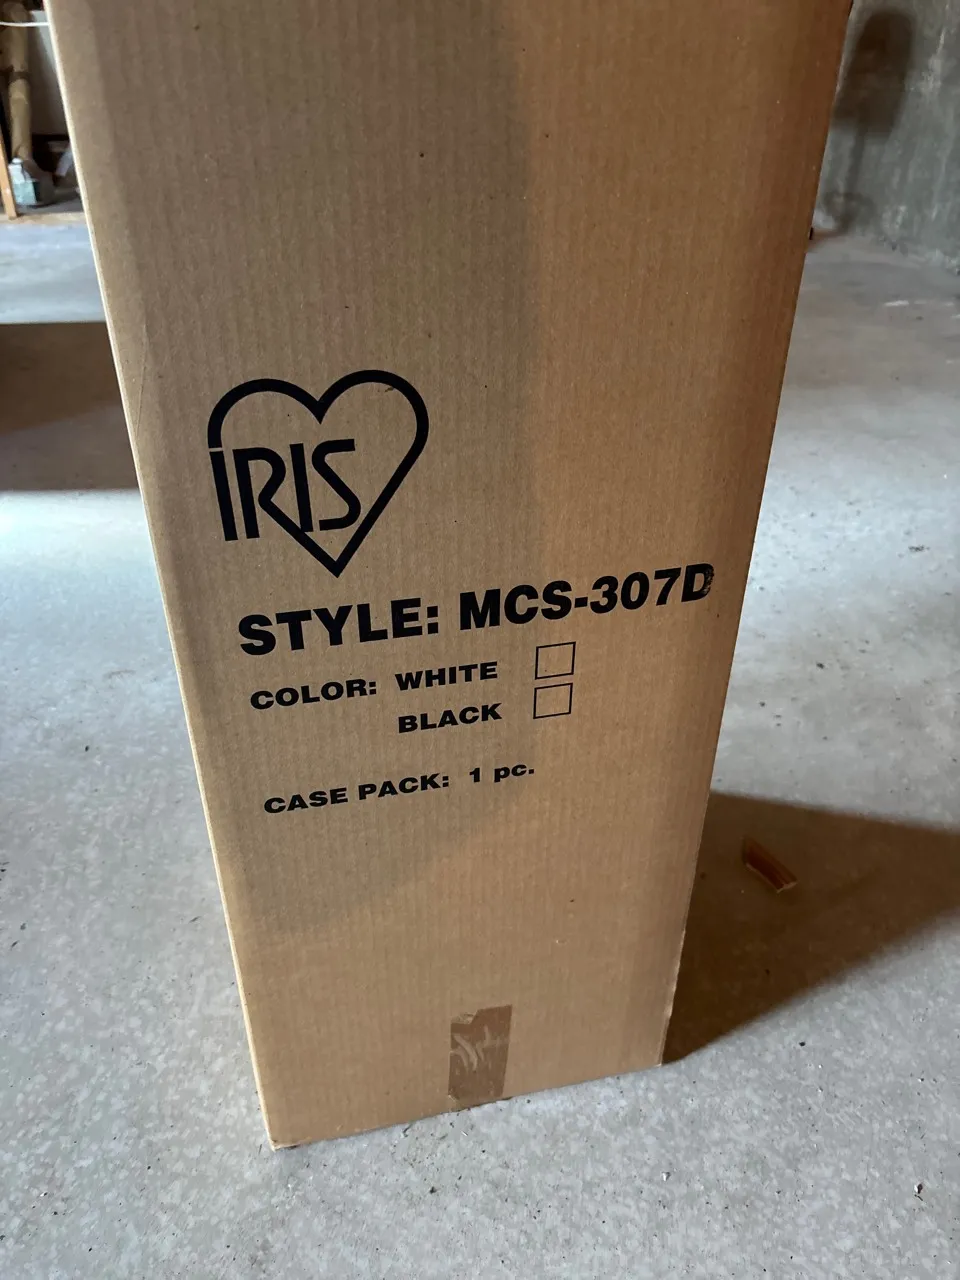 IRIS
STYLE: MCS-307D
COLOR: WHITE
BLACK
CASE PACK: 1 pc.